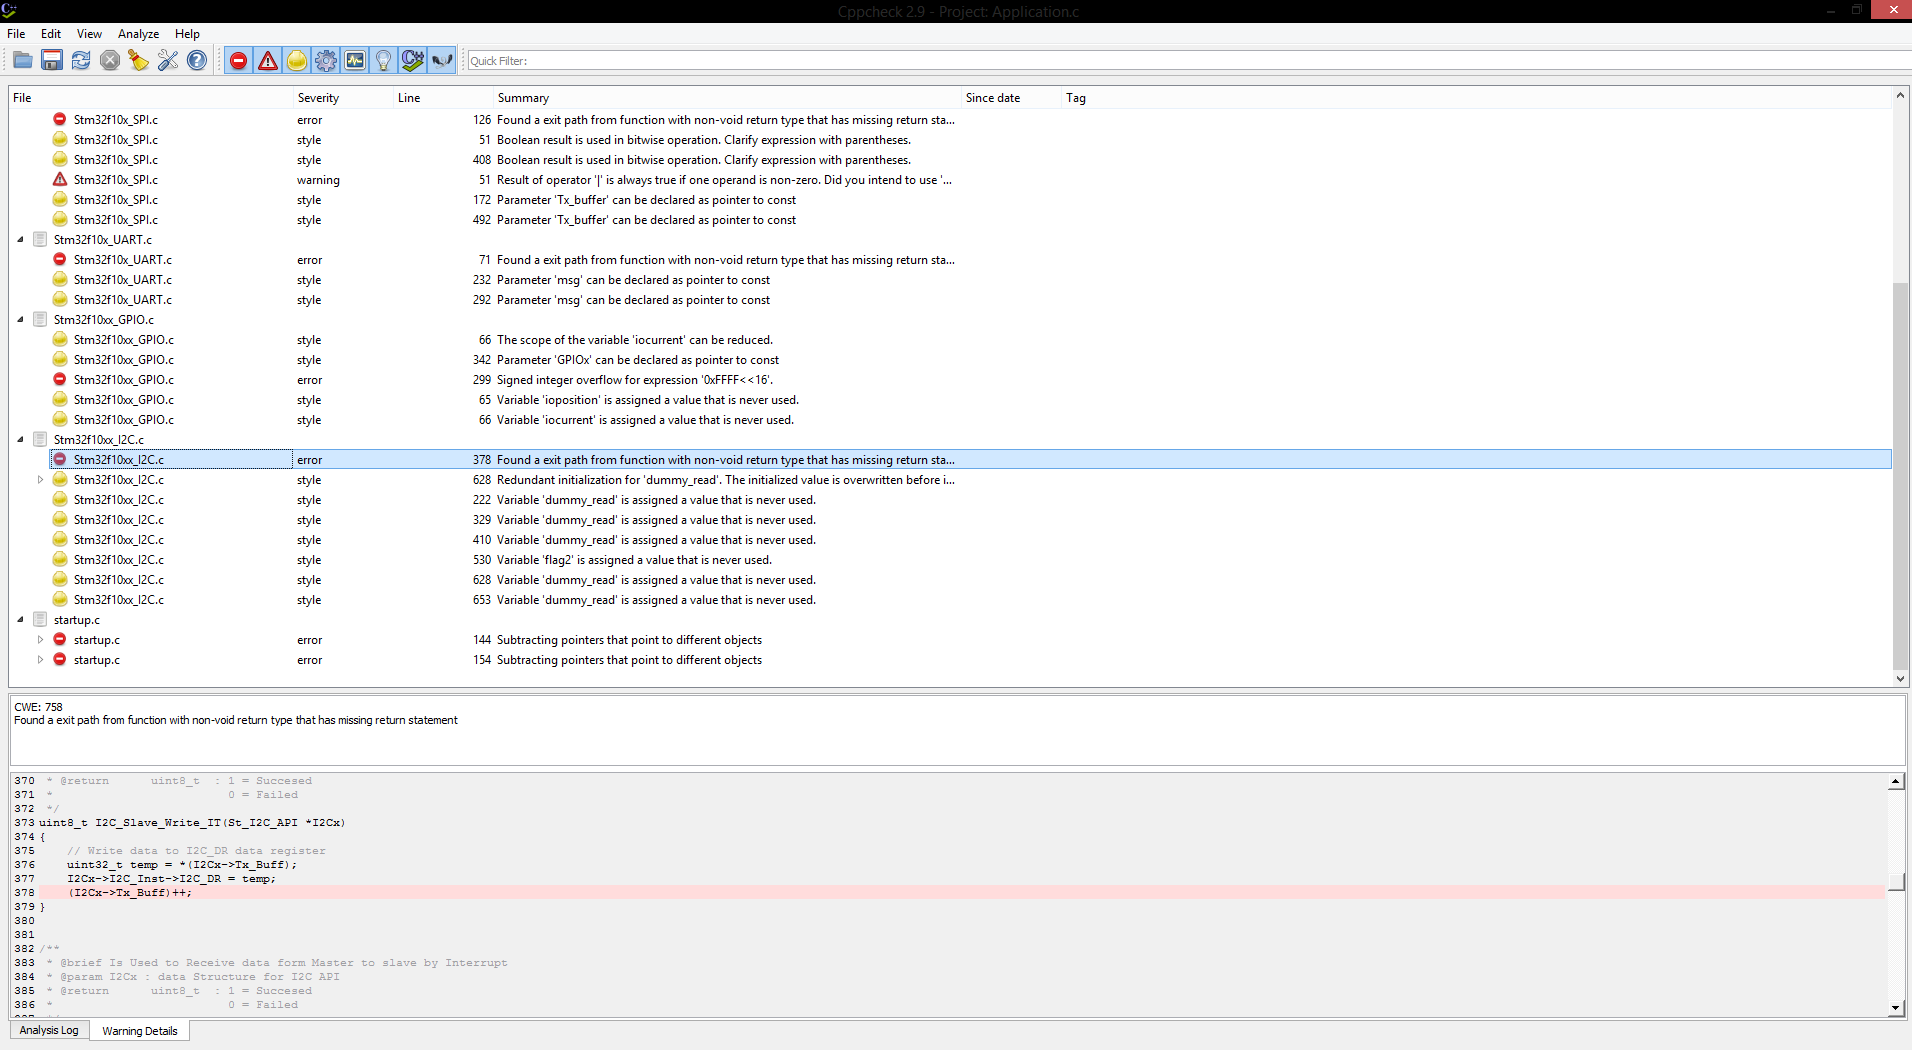 Cppcheck 2.9 - Project: Application.c
File Edit View Analyze Help
Quick Filter:
File Severity Line Summary Since date Tag
Stm32f10x_SPI.c error 126 Found a exit path from function with non-void return type that has missing return sta...
Stm32f10x_SPI.c style 51 Boolean result is used in bitwise operation. Clarify expression with parentheses.
Stm32f10x_SPI.c style 408 Boolean result is used in bitwise operation. Clarify expression with parentheses.
Stm32f10x_SPI.c warning 51 Result of operator '|' is always true if one operand is non-zero. Did you intend to use '...
Stm32f10x_SPI.c style 172 Parameter 'Tx_buffer' can be declared as pointer to const
Stm32f10x_SPI.c style 492 Parameter 'Tx_buffer' can be declared as pointer to const
Stm32f10x_UART.c
Stm32f10x_UART.c error 71 Found a exit path from function with non-void return type that has missing return sta...
Stm32f10x_UART.c style 232 Parameter 'msg' can be declared as pointer to const
Stm32f10x_UART.c style 292 Parameter 'msg' can be declared as pointer to const
Stm32f10xx_GPIO.c
Stm32f10xx_GPIO.c style 66 The scope of the variable 'iocurrent' can be reduced.
Stm32f10xx_GPIO.c style 342 Parameter 'GPIOx' can be declared as pointer to const
Stm32f10xx_GPIO.c error 299 Signed integer overflow for expression '0xFFFF<<16'.
Stm32f10xx_GPIO.c style 65 Variable 'ioposition' is assigned a value that is never used.
Stm32f10xx_GPIO.c style 66 Variable 'iocurrent' is assigned a value that is never used.
Stm32f10xx_I2C.c
Stm32f10xx_I2C.c error 378 Found a exit path from function with non-void return type that has missing return sta...
Stm32f10xx_I2C.c style 628 Redundant initialization for 'dummy_read'. The initialized value is overwritten before i...
Stm32f10xx_I2C.c style 222 Variable 'dummy_read' is assigned a value that is never used.
Stm32f10xx_I2C.c style 329 Variable 'dummy_read' is assigned a value that is never used.
Stm32f10xx_I2C.c style 410 Variable 'dummy_read' is assigned a value that is never used.
Stm32f10xx_I2C.c style 530 Variable 'flag2' is assigned a value that is never used.
Stm32f10xx_I2C.c style 628 Variable 'dummy_read' is assigned a value that is never used.
Stm32f10xx_I2C.c style 653 Variable 'dummy_read' is assigned a value that is never used.
startup.c
startup.c error 144 Subtracting pointers that point to different objects
startup.c error 154 Subtracting pointers that point to different objects
CWE: 758
Found a exit path from function with non-void return type that has missing return statement
370 * @return uint8_t : 1 = Succesed
371 * 0 = Failed
372 */
373 uint8_t I2C_Slave_Write_IT(St_I2C_API *I2Cx)
374 {
375 // Write data to I2C_DR data register
376 uint32_t temp = *(I2Cx->Tx_Buff);
377 I2Cx->I2C_Inst->I2C_DR = temp;
378 (I2Cx->Tx_Buff)++;
379 }
380
381
382 /**
383 * @brief Is Used to Receive data form Master to slave by Interrupt
384 * @param I2Cx : data Structure for I2C API
385 * @return uint8_t : 1 = Succesed
386 * 0 = Failed
Analysis Log Warning Details